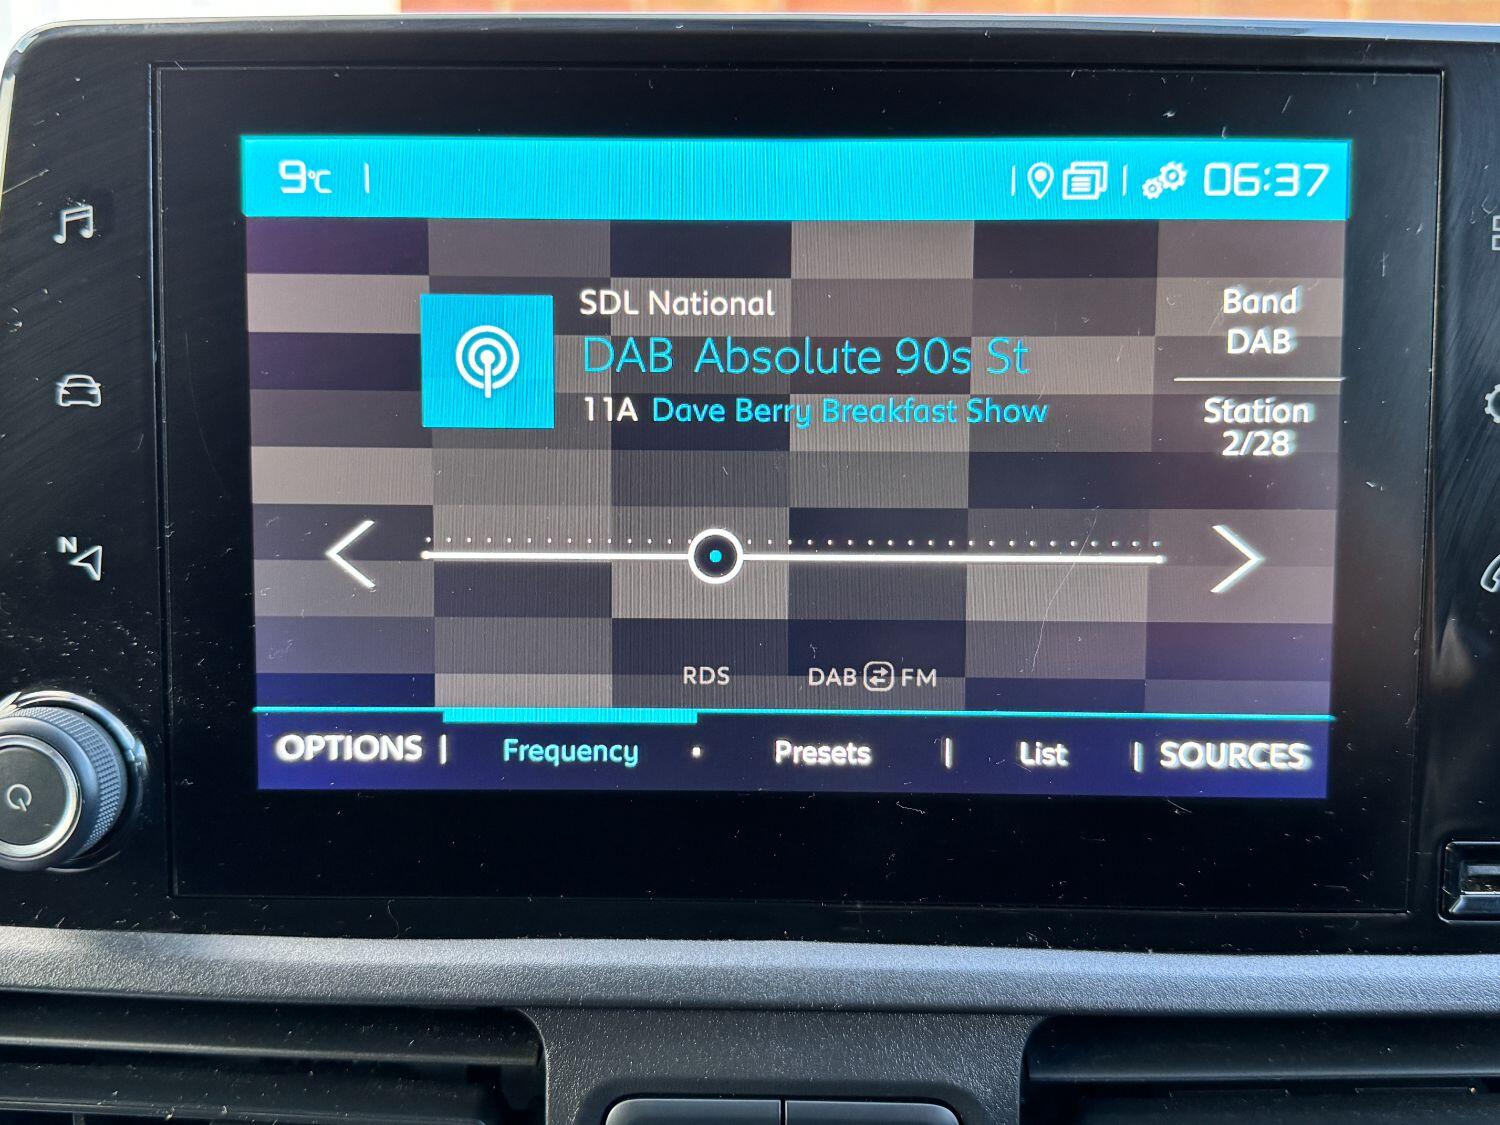 9°C
06:37
SDL National
DAB Absolute 90s St
11A Dave Berry Breakfast Show
Band
DAB
Station
2/28
N
RDS DAB FM
OPTIONS | Frequency • Presets | List | SOURCES